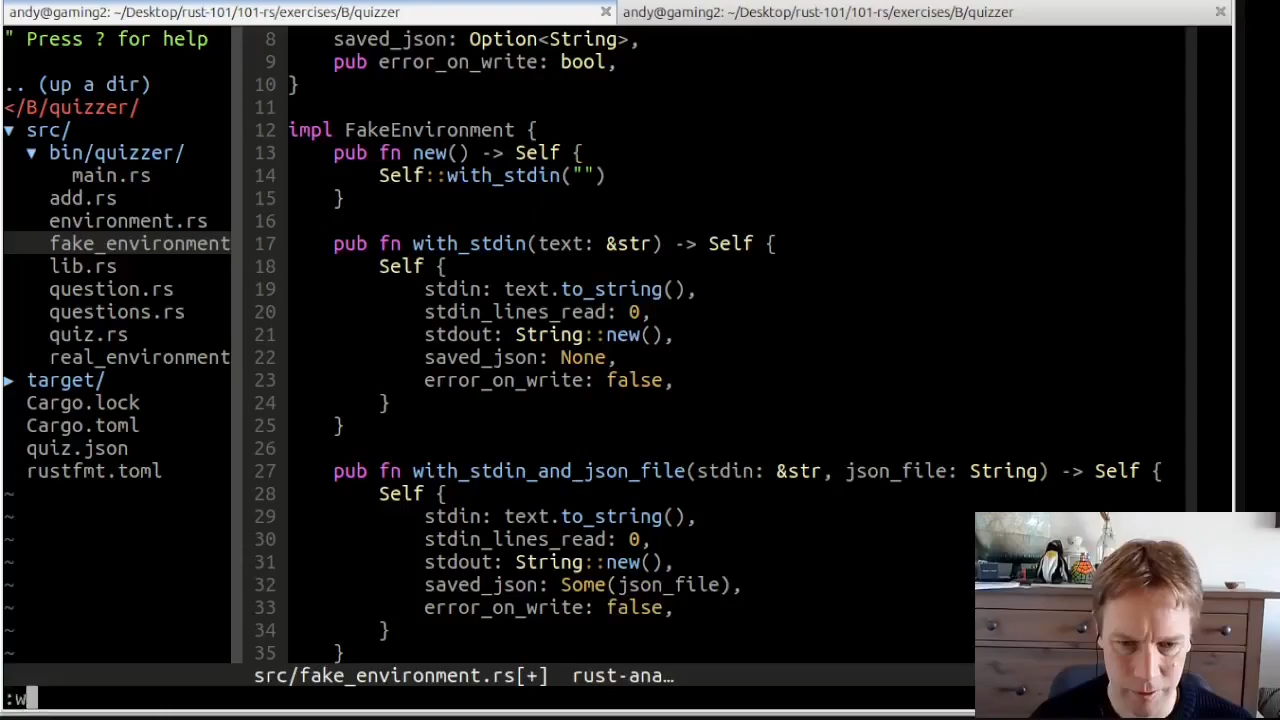 andy@gaming2: ~/Desktop/rust-101/101-rs/exercises/B/quizzer
andy@gaming2: ~/Desktop/rust-101/101-rs/exercises/B/quizzer
" Press ? for help
.. (up a dir)
</B/quizzer/
▼ src/
▼ bin/quizzer/
main.rs
add.rs
environment.rs
fake_environment
lib.rs
question.rs
questions.rs
quiz.rs
real_environment
▶ target/
Cargo.lock
Cargo.toml
quiz.json
rustfmt.toml
~
~
~
~
~
~
~
~
8 saved_json: Option<String>,
9 pub error_on_write: bool,
10 }
11
12 impl FakeEnvironment {
13 pub fn new() -> Self {
14 Self::with_stdin("")
15 }
16
17 pub fn with_stdin(text: &str) -> Self {
18 Self {
19 stdin: text.to_string(),
20 stdin_lines_read: 0,
21 stdout: String::new(),
22 saved_json: None,
23 error_on_write: false,
24 }
25 }
26
27 pub fn with_stdin_and_json_file(stdin: &str, json_file: String) -> Self {
28 Self {
29 stdin: text.to_string(),
30 stdin_lines_read: 0,
31 stdout: String::new(),
32 saved_json: Some(json_file),
33 error_on_write: false,
34 }
35 }
src/fake_environment.rs[+] rust-ana…
:w